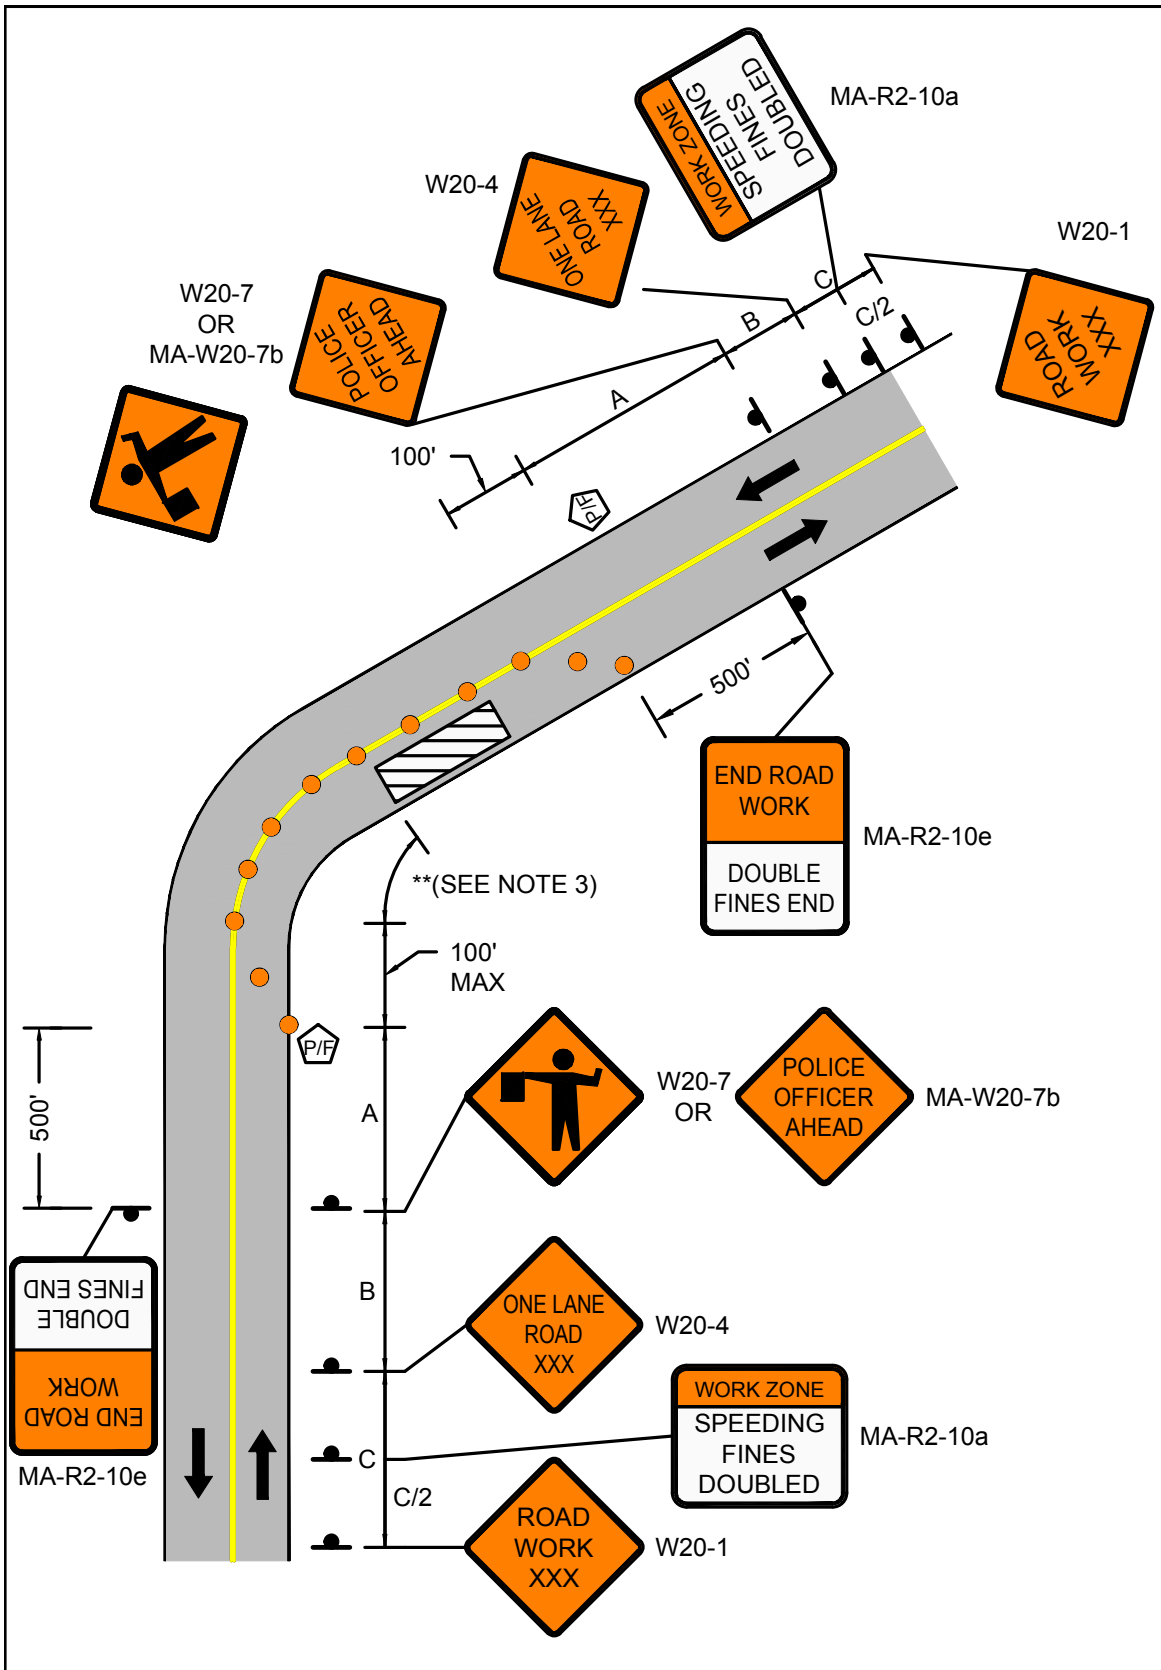 MA-R2-10a
WORK ZONE
SPEEDING
FINES
DOUBLED
W20-4
ONE LANE
ROAD
XXX
W20-1
ROAD
WORK
XXX
W20-7
OR
MA-W20-7b
POLICE
OFFICER
AHEAD
C
B
C/2
A
100'
P/F
500'
END ROAD
WORK
DOUBLE
FINES END
MA-R2-10e
**(SEE NOTE 3)
100'
MAX
P/F
500'
A
W20-7
OR
POLICE
OFFICER
AHEAD
MA-W20-7b
B
ONE LANE
ROAD
XXX
W20-4
END ROAD
WORK
DOUBLE
FINES END
MA-R2-10e
WORK ZONE
SPEEDING
FINES
DOUBLED
MA-R2-10a
C
C/2
ROAD
WORK
XXX
W20-1